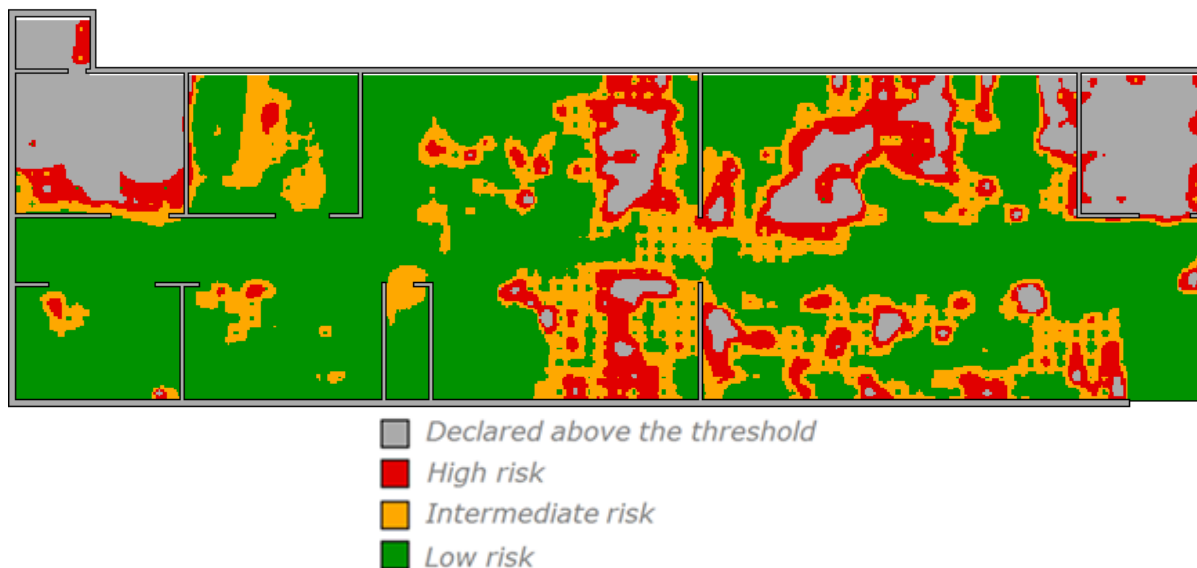 Declared above the threshold
High risk
Intermediate risk
Low risk